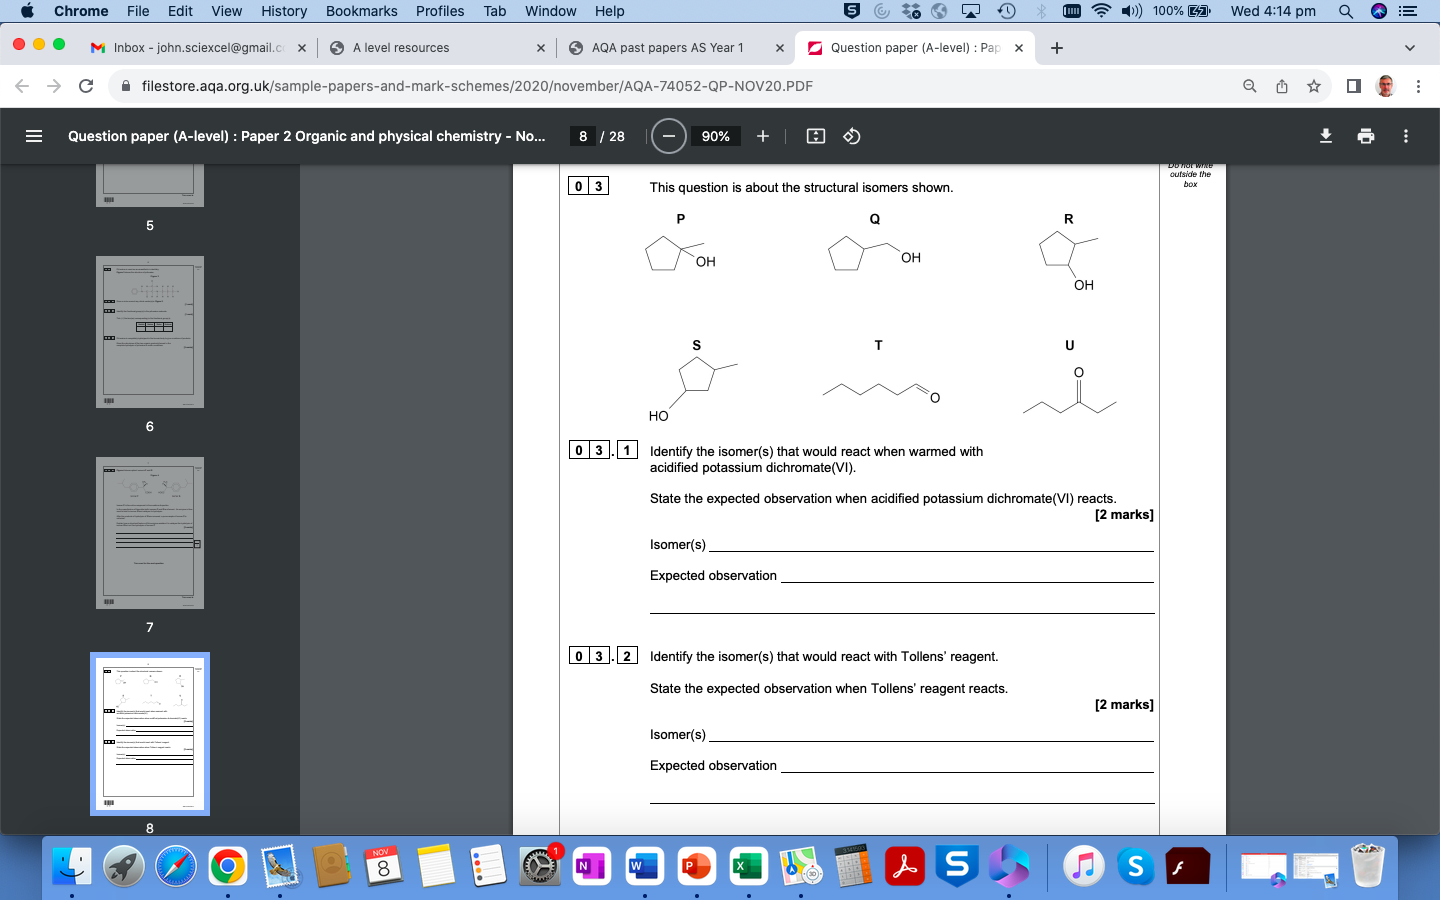 Chrome File Edit View History Bookmarks Profiles Tab Window Help 100% Wed 4:14 pm
Inbox - john.sciexcel@gmail.c A level resources AQA past papers AS Year 1 Question paper (A-level) : Pap
filestore.aqa.org.uk/sample-papers-and-mark-schemes/2020/november/AQA-74052-QP-NOV20.PDF
Question paper (A-level) : Paper 2 Organic and physical chemistry - No... 8 / 28 90%
Do not write
outside the
box
0 3 This question is about the structural isomers shown.
P Q R
OH OH OH
S T U
HO O O
0 3 . 1 Identify the isomer(s) that would react when warmed with
acidified potassium dichromate(VI).
State the expected observation when acidified potassium dichromate(VI) reacts.
[2 marks]
Isomer(s)
Expected observation
0 3 . 2 Identify the isomer(s) that would react with Tollens' reagent.
State the expected observation when Tollens' reagent reacts.
[2 marks]
Isomer(s)
Expected observation
5
6
7
8
NOV
8
1
N
W
P
X
3D
S
S
f